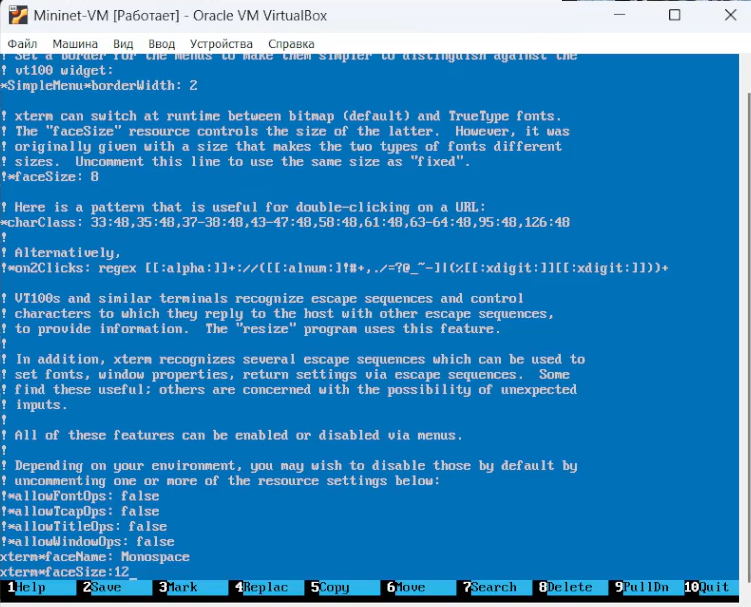 Mininet-VM [Работает] - Oracle VM VirtualBox
Файл Машина Вид Ввод Устройства Справка
! Set a border for the menus to make them simpler to distinguish against the
! vt100 widget:
*SimpleMenu*borderWidth: 2
! xterm can switch at runtime between bitmap (default) and TrueType fonts.
! The "faceSize" resource controls the size of the latter.  However, it was
! originally given with a size that makes the two types of fonts different
! sizes.  Uncomment this line to use the same size as "fixed".
!*faceSize: 8
! Here is a pattern that is useful for double-clicking on a URL:
*charClass: 33:48,35:48,37-38:48,43-47:48,58:48,61:48,63-64:48,95:48,126:48
!
! Alternatively,
!*on2Clicks: regex [[:alpha:]]+://([[:alnum:]!#+,./=?@_~-]|(%[[:xdigit:]][[:xdigit:]]))+
! VT100s and similar terminals recognize escape sequences and control
! characters to which they reply to the host with other escape sequences,
! to provide information.  The "resize" program uses this feature.
!
! In addition, xterm recognizes several escape sequences which can be used to
! set fonts, window properties, return settings via escape sequences.  Some
! find these useful; others are concerned with the possibility of unexpected
! inputs.
!
! All of these features can be enabled or disabled via menus.
!
! Depending on your environment, you may wish to disable those by default by
! uncommenting one or more of the resource settings below:
!*allowFontOps: false
!*allowTcapOps: false
!*allowTitleOps: false
!*allowWindowOps: false
xterm*faceName: Monospace
xterm*faceSize:12_
1Help 2Save 3Mark 4Replac 5Copy 6Move 7Search 8Delete 9PullDn 10Quit